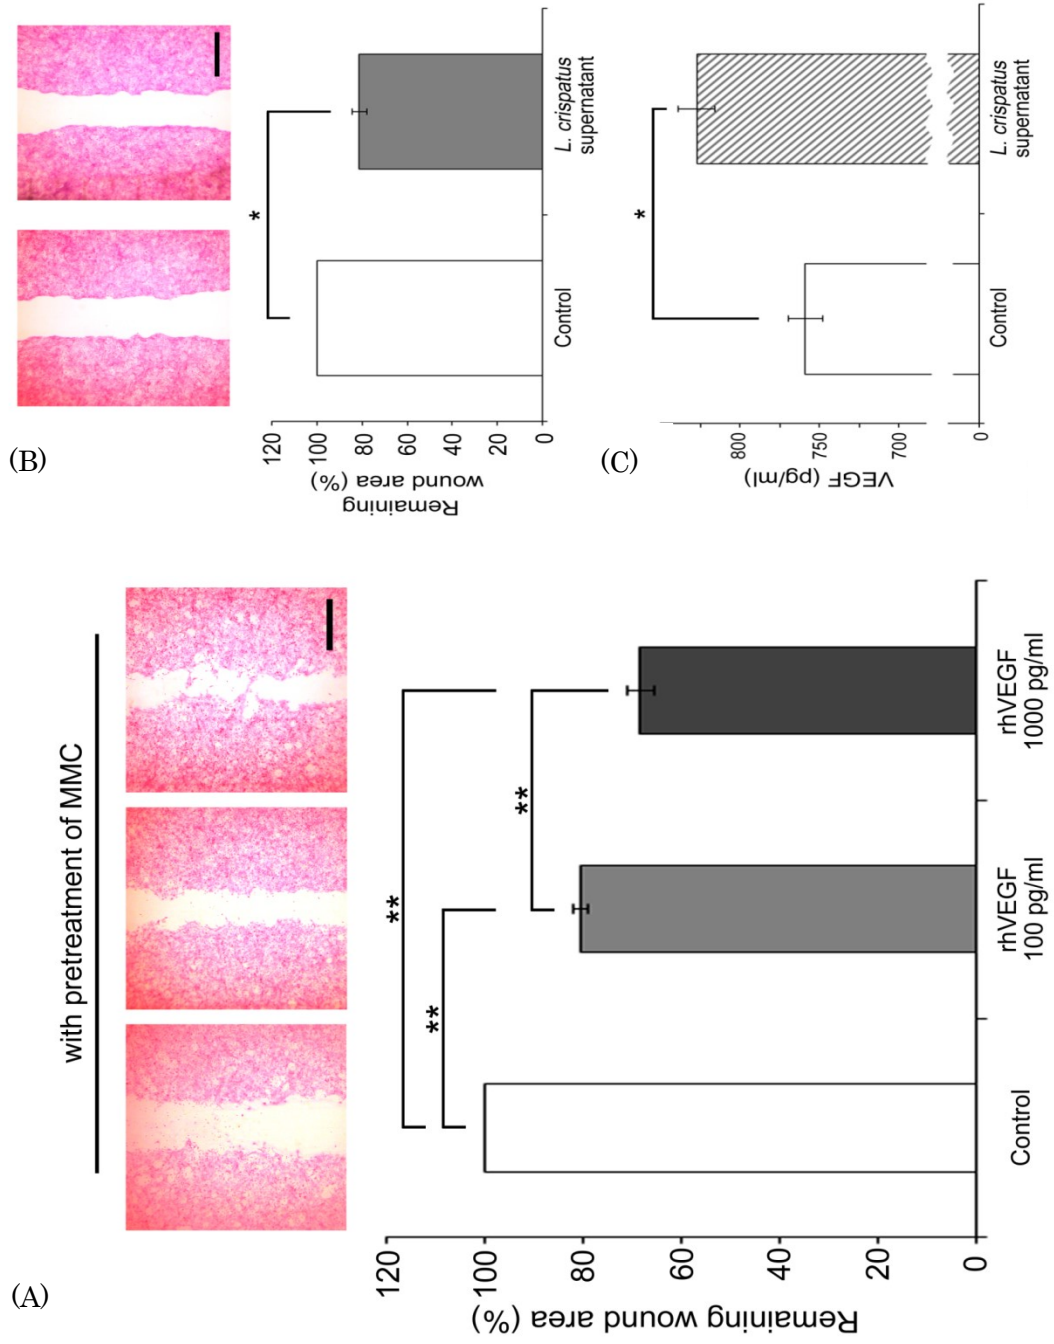 (A)
with pretreatment of MMC
**
**
**
Remaining wound area (%)
120
100
80
60
40
20
0
Control
rhVEGF
100 pg/ml
rhVEGF
1000 pg/ml
(B)
*
Remaining
wound area (%)
120
100
80
60
40
20
0
Control
L. crispatus
supernatant
(C)
*
VEGF (pg/ml)
800
750
700
0
Control
L. crispatus
supernatant